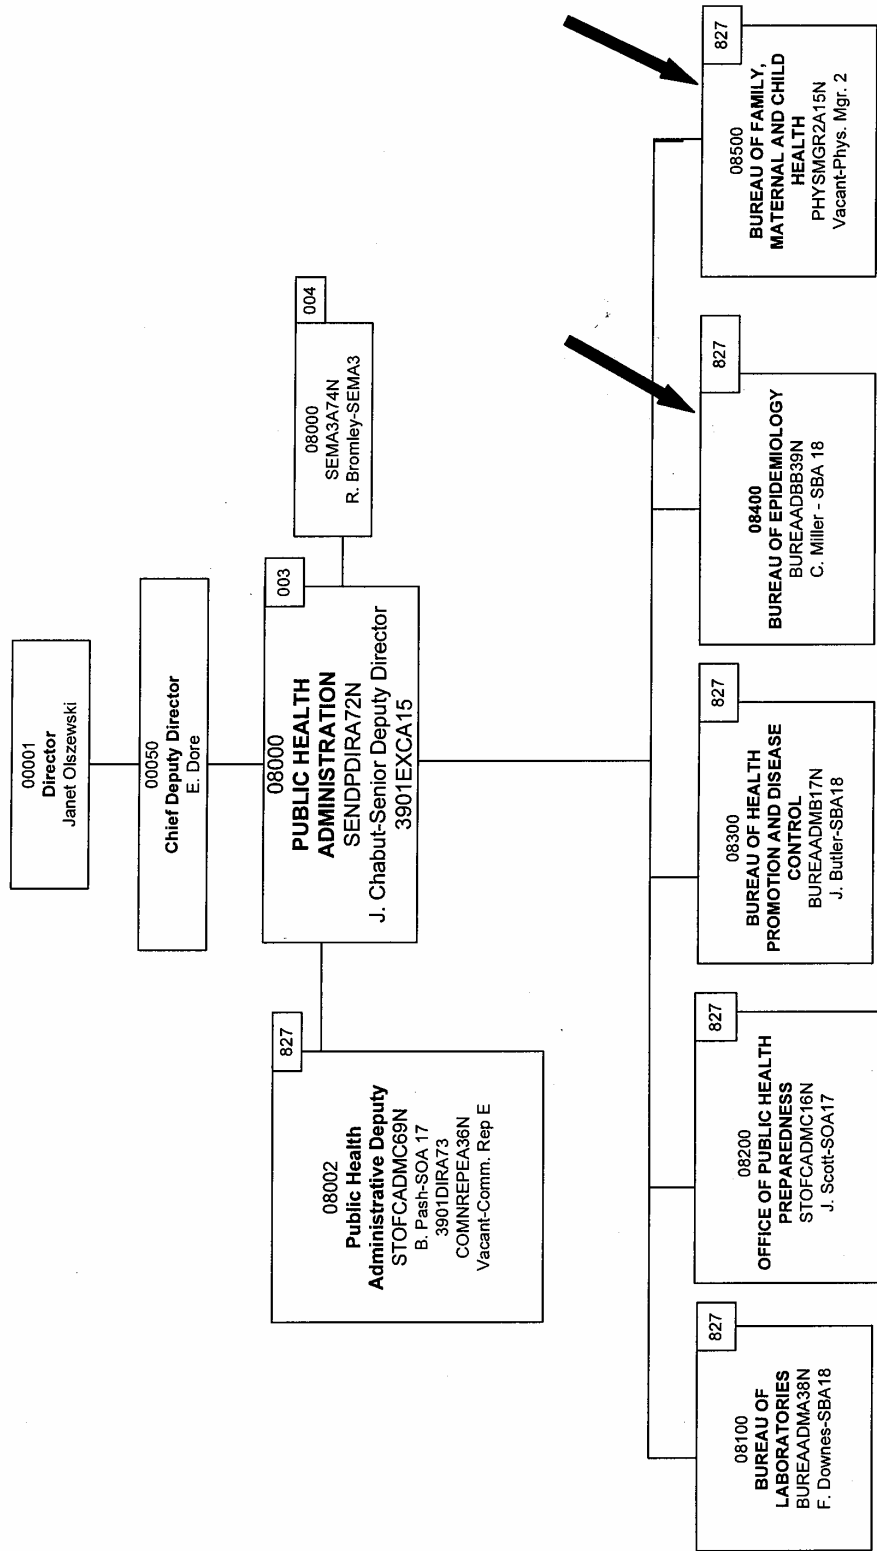 00001
Director
Janet Olszewski
00050
Chief Deputy Director
E. Dore
827
08002
Public Health
Administrative Deputy
STOFCADMC69N
B. Pash-SOA 17
3901DIRA73
COMNREPEA36N
Vacant-Comm. Rep E
003
08000
PUBLIC HEALTH
ADMINISTRATION
SENDPDIRA72N
J. Chabut-Senior Deputy Director
3901EXCA15
004
08000
SEMA3A74N
R. Bromley-SEMA3
827
08100
BUREAU OF
LABORATORIES
BUREAADMA38N
F. Downes-SBA18
827
08200
OFFICE OF PUBLIC HEALTH
PREPAREDNESS
STOFCADMC16N
J. Scott-SOA17
827
08300
BUREAU OF HEALTH
PROMOTION AND DISEASE
CONTROL
BUREAADMB17N
J. Butler-SBA18
827
08400
BUREAU OF EPIDEMIOLOGY
BUREAADBB39N
C. Miller - SBA 18
827
08500
BUREAU OF FAMILY,
MATERNAL AND CHILD
HEALTH
PHYSMGR2A15N
Vacant-Phys. Mgr. 2